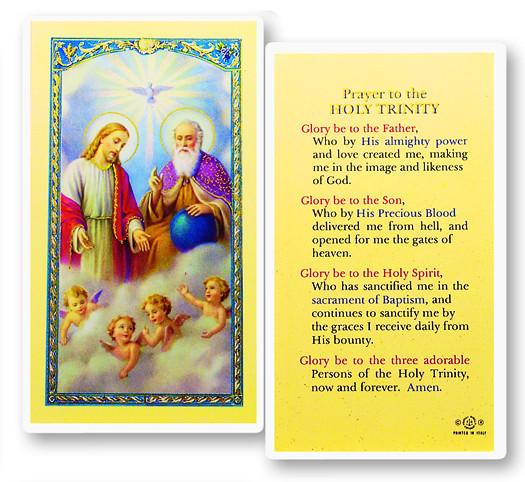 Prayer to the
HOLY TRINITY
Glory be to the Father,
Who by His almighty power
and love created me, making
me in the image and likeness
of God.
Glory be to the Son,
Who by His Precious Blood
delivered me from hell, and
opened for me the gates of
heaven.
Glory be to the Holy Spirit,
Who has sanctified me in the
sacrament of Baptism, and
continues to sanctify me by
the graces I receive daily from
His bounty.
Glory be to the three adorable
Persons of the Holy Trinity,
now and forever. Amen.
© ®
PRINTED IN ITALY